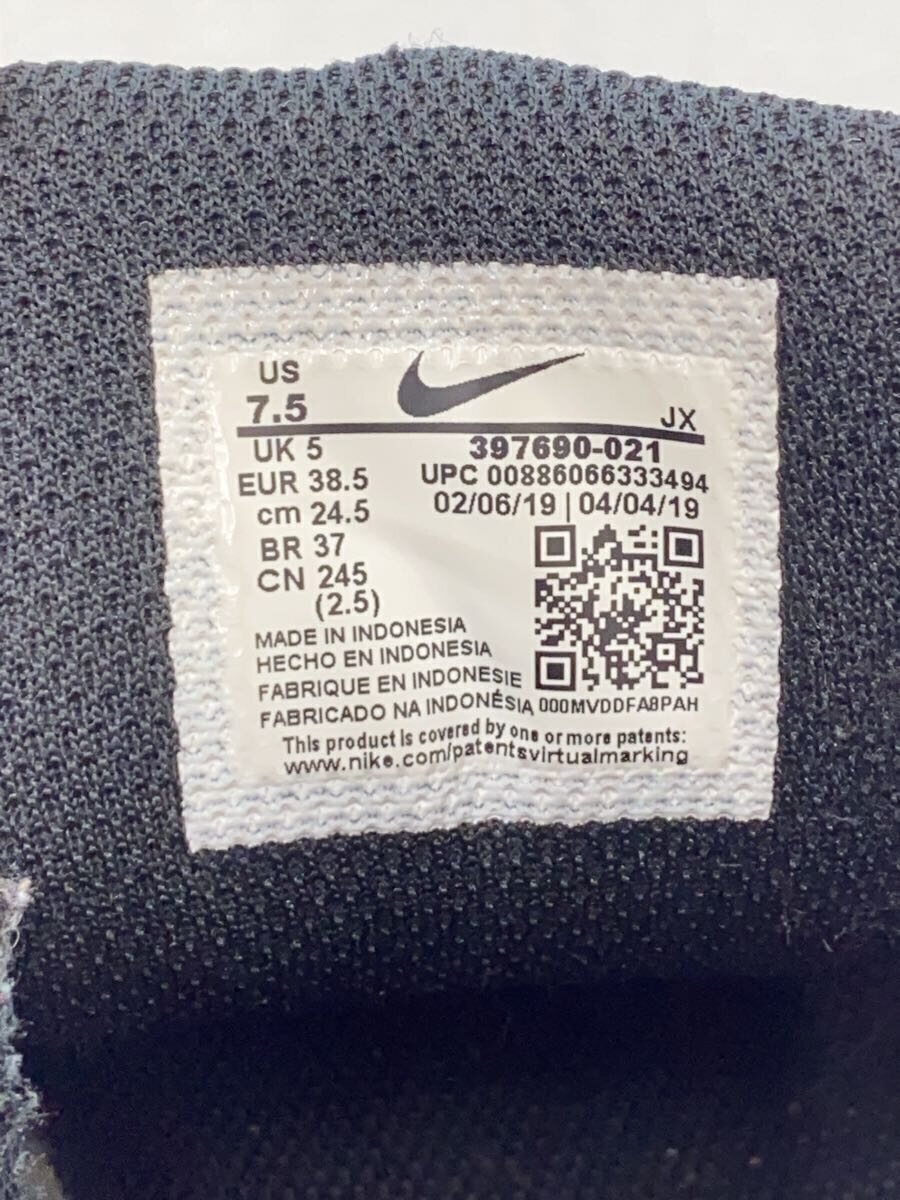 US
7.5
JX
UK 5
EUR 38.5
cm 24.5
BR 37
CN 245
(2.5)
397690-021
UPC 00886066333494
02/06/19 | 04/04/19
MADE IN INDONESIA
HECHO EN INDONESIA
FABRIQUE EN INDONESIE
FABRICADO NA INDONÉSIA
000MVDDFA8PAH
This product is covered by one or more patents:
www.nike.com/patentsvirtualmarking